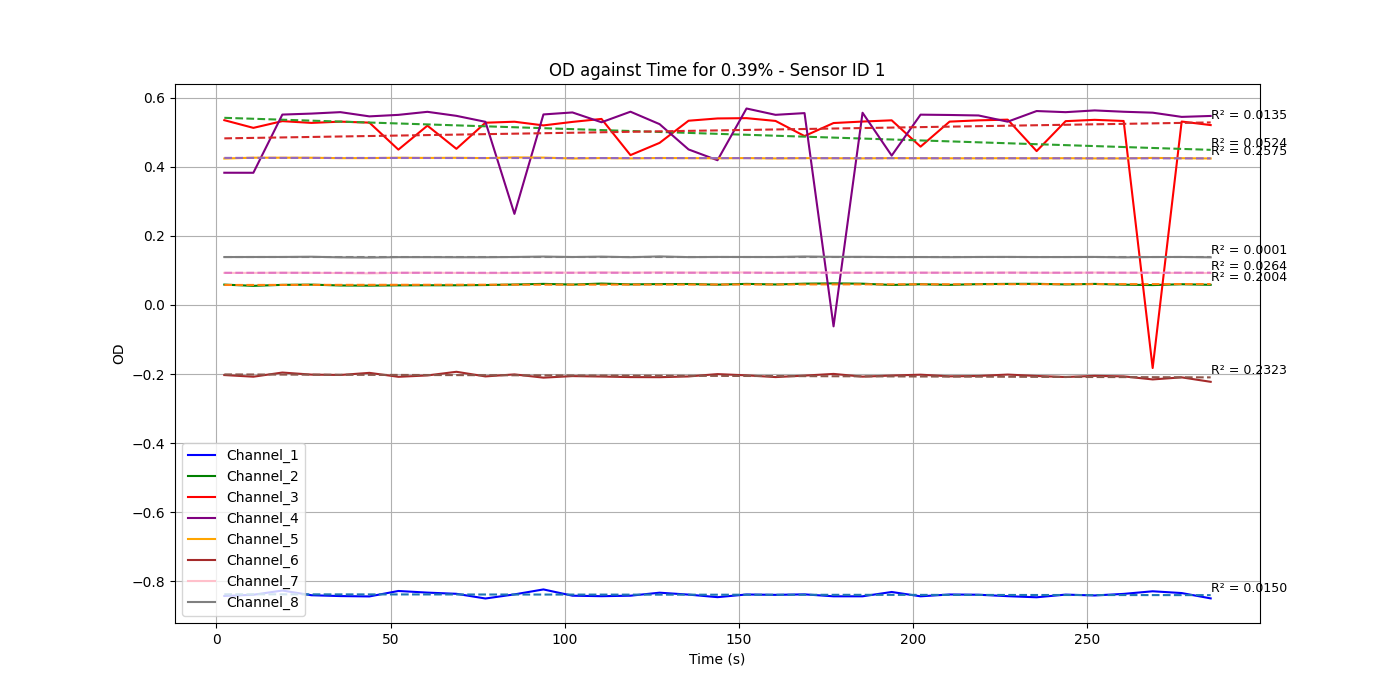 OD against Time for 0.39% - Sensor ID 1
OD
0.6
0.4
0.2
0.0
−0.2
−0.4
−0.6
−0.8
R² = 0.0135
R² = 0.0524
R² = 0.2575
R² = 0.0001
R² = 0.0264
R² = 0.2004
R² = 0.2323
R² = 0.0150
Channel_1
Channel_2
Channel_3
Channel_4
Channel_5
Channel_6
Channel_7
Channel_8
0 50 100 150 200 250
Time (s)